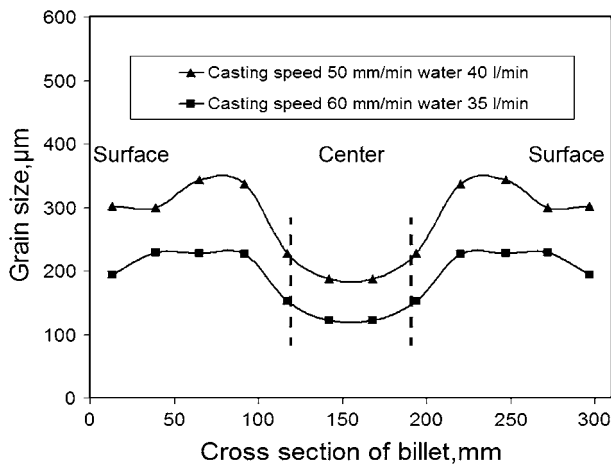 600
500
400
300
200
100
0
Grain size,µm
Casting speed 50 mm/min water 40 l/min
Casting speed 60 mm/min water 35 l/min
Surface
Center
Surface
0 50 100 150 200 250 300
Cross section of billet,mm